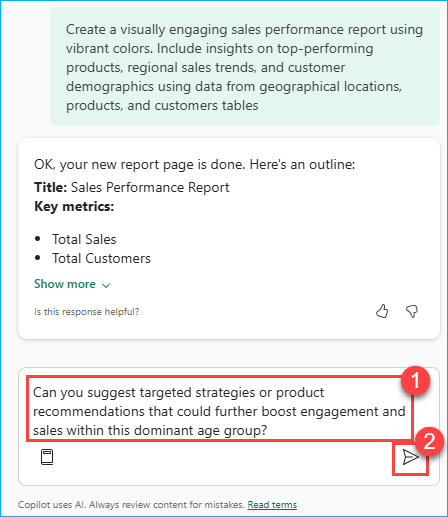 Create a visually engaging sales performance report using
vibrant colors. Include insights on top-performing
products, regional sales trends, and customer
demographics using data from geographical locations,
products, and customers tables
OK, your new report page is done. Here's an outline:
Title: Sales Performance Report
Key metrics:
• Total Sales
• Total Customers
Show more
Is this response helpful?
1
Can you suggest targeted strategies or product
recommendations that could further boost engagement and
sales within this dominant age group?
2
Copilot uses AI. Always review content for mistakes. Read terms